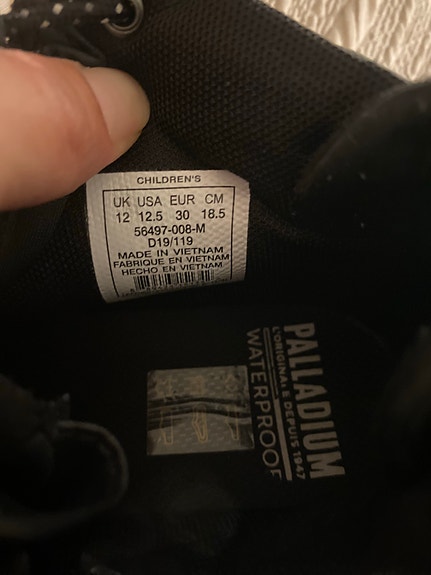 CHILDREN'S
UK USA EUR CM
12 12.5 30 18.5
56497-008-M
D19/119
MADE IN VIETNAM
FABRIQUE EN VIETNAM
HECHO EN VIETNAM
PALLADIUM
L'ORIGINALE DEPUIS 1947
WATERPROOF